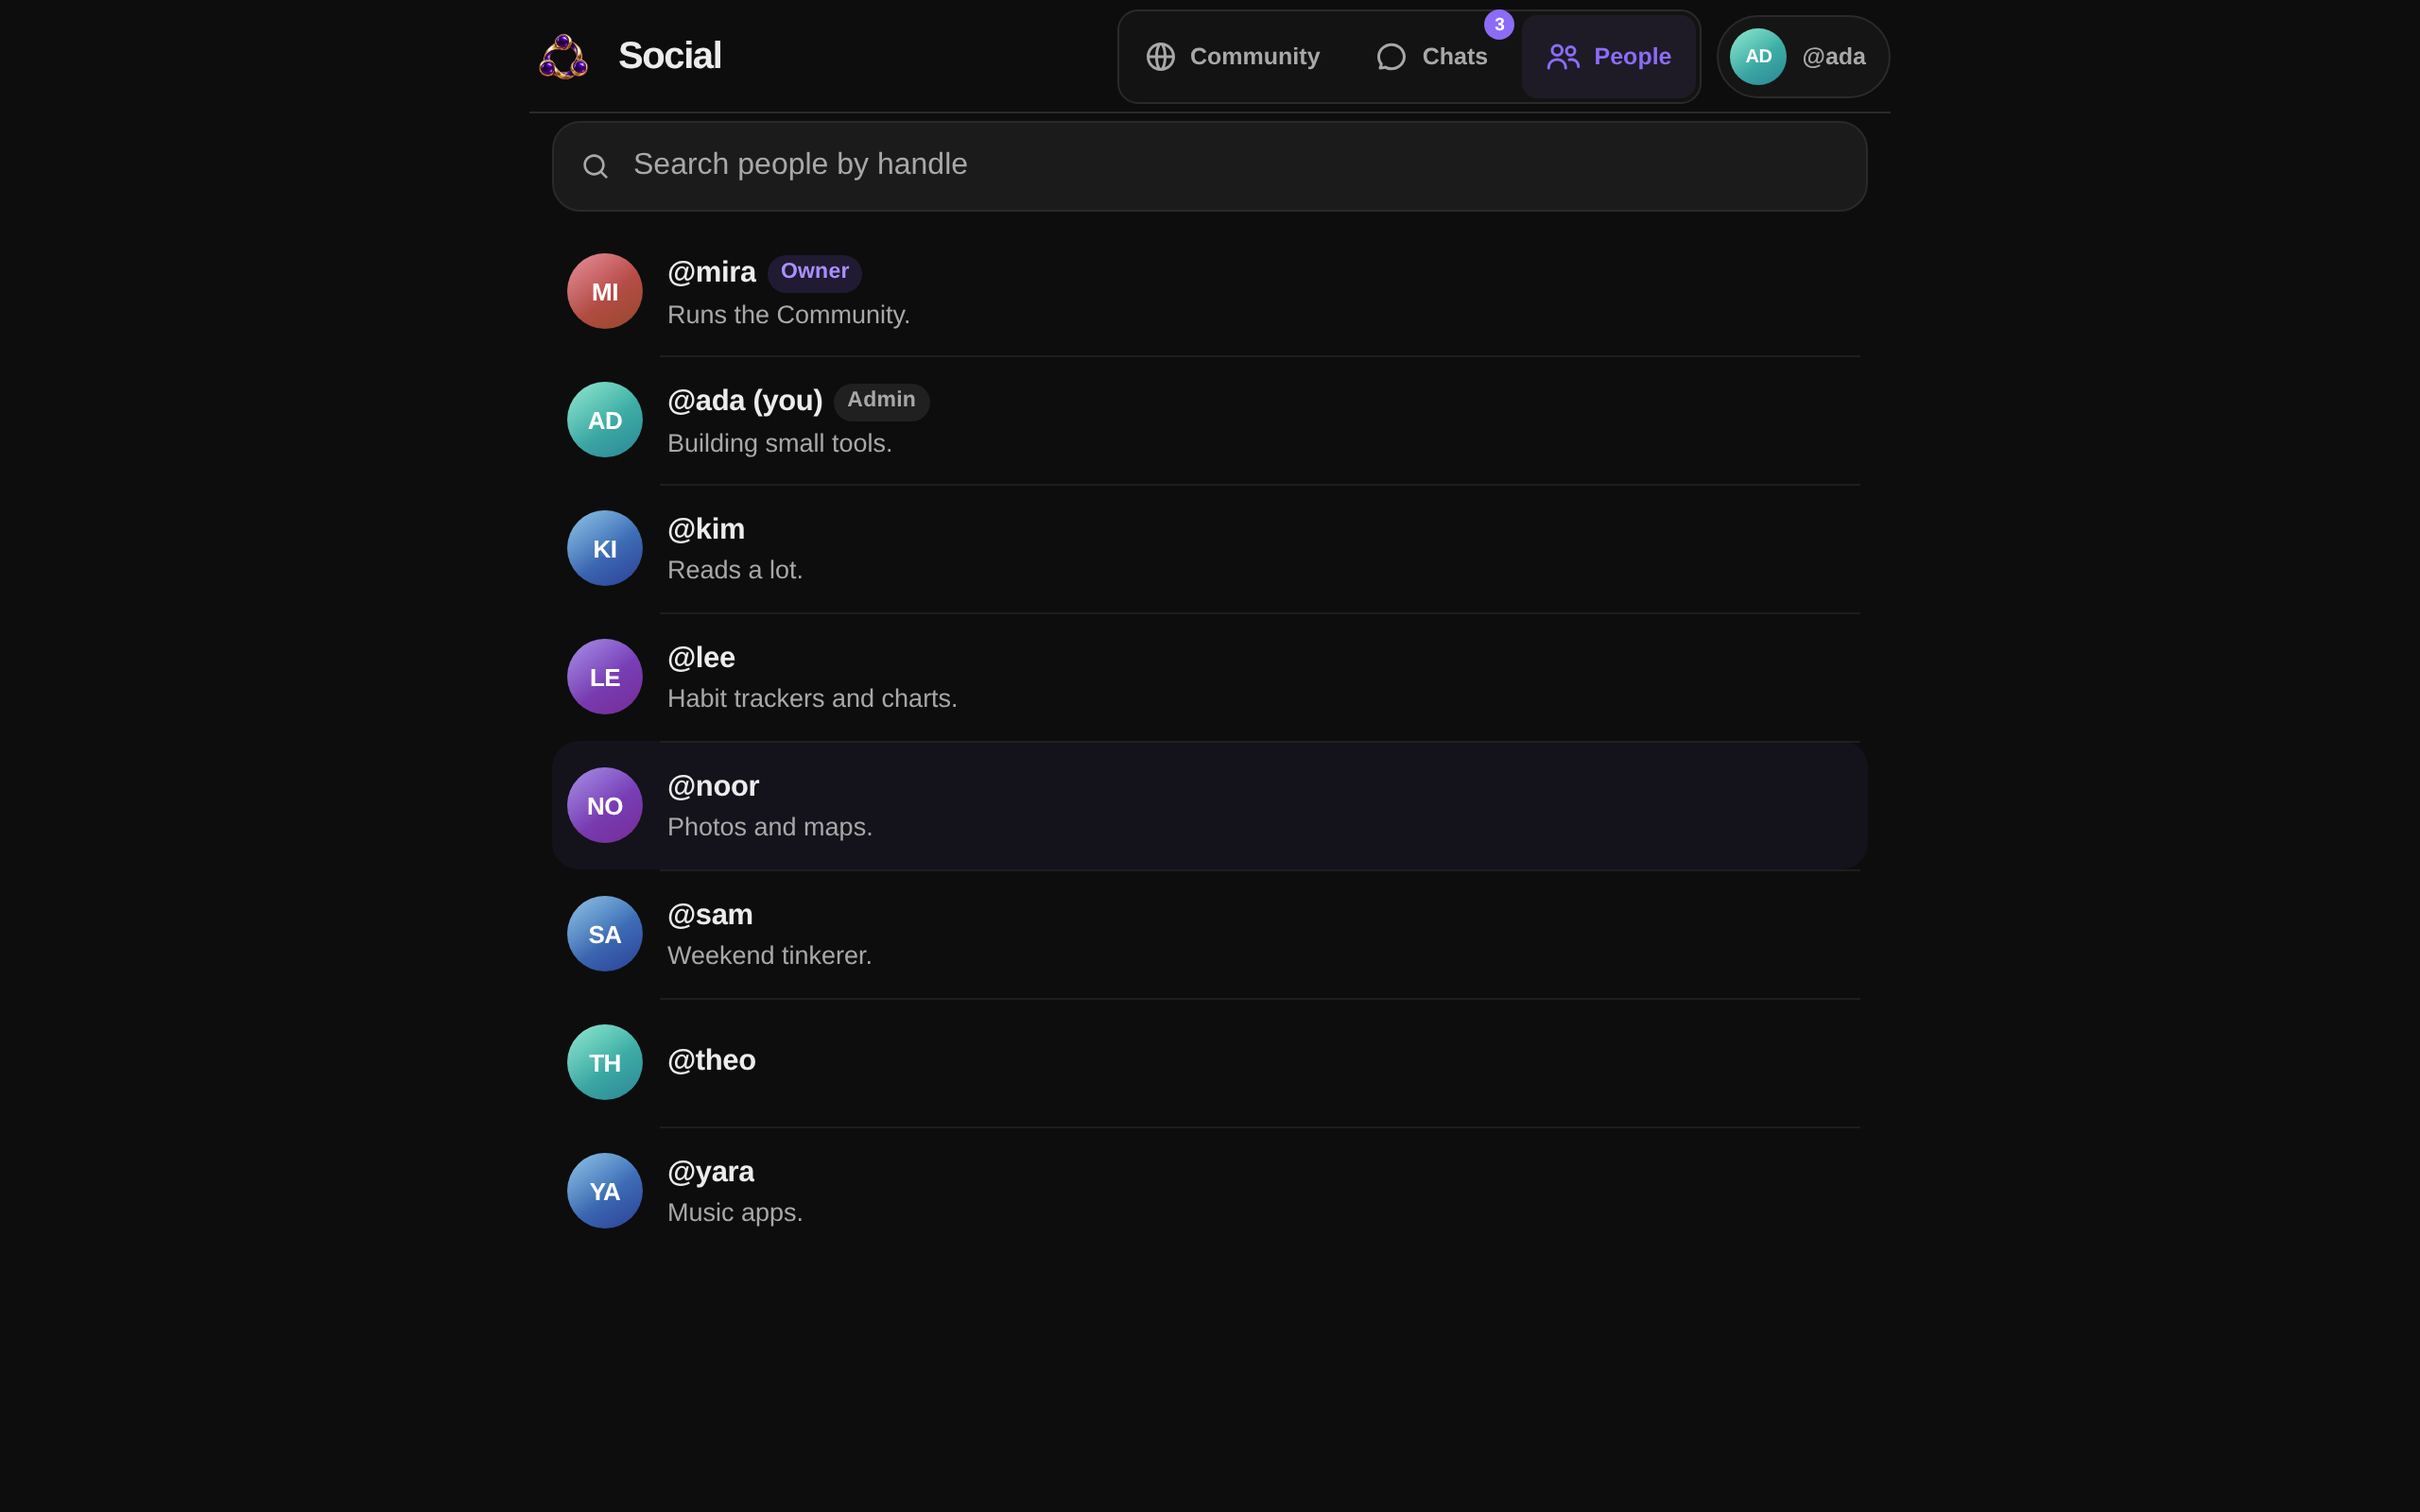 Social
Community
Chats
3
People
AD
@ada
Search people by handle
MI
@mira Owner
Runs the Community.
AD
@ada (you) Admin
Building small tools.
KI
@kim
Reads a lot.
LE
@lee
Habit trackers and charts.
NO
@noor
Photos and maps.
SA
@sam
Weekend tinkerer.
TH
@theo
YA
@yara
Music apps.